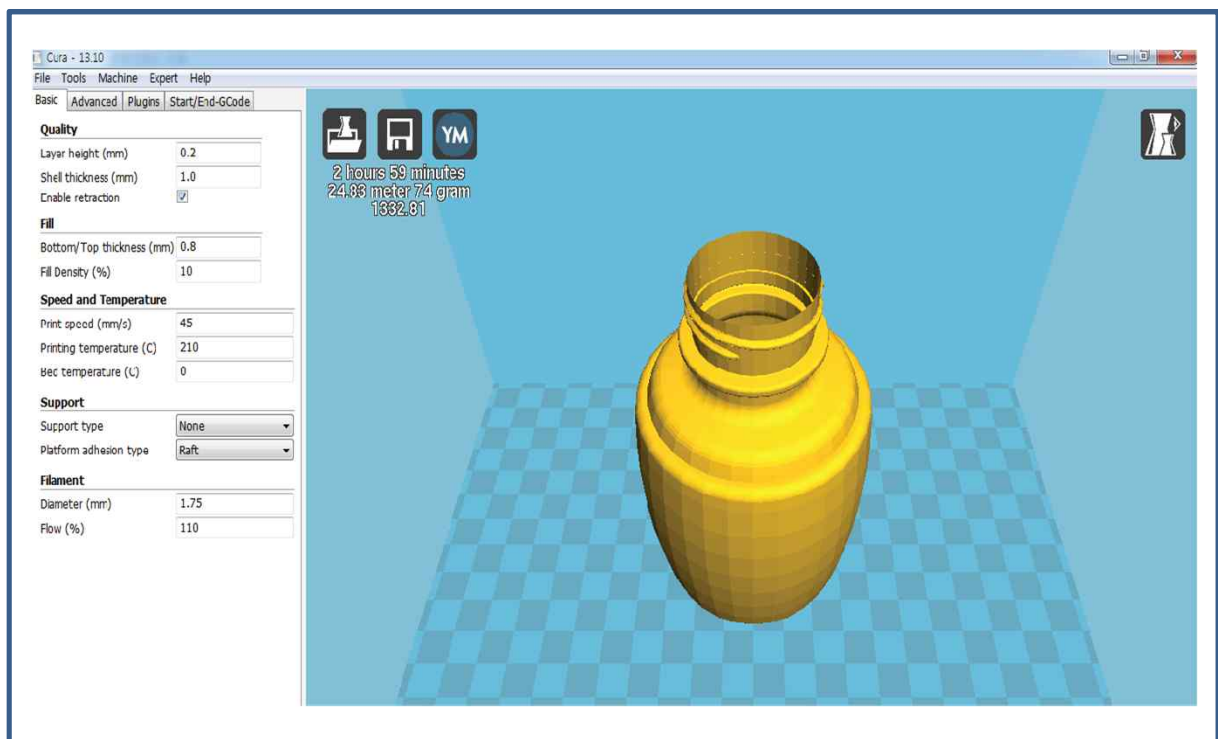 Cura - 13.10
File Tools Machine Expert Help
Basic Advanced Plugins Start/End-GCode
Quality
Layer height (mm) 0.2
Shell thickness (mm) 1.0
Enable retraction
Fill
Bottom/Top thickness (mm) 0.8
Fill Density (%) 10
Speed and Temperature
Print speed (mm/s) 45
Printing temperature (C) 210
Bed temperature (C) 0
Support
Support type None
Platform adhesion type Raft
Filament
Diameter (mm) 1.75
Flow (%) 110
YM
2 hours 59 minutes
24.83 meter 74 gram
1332.81